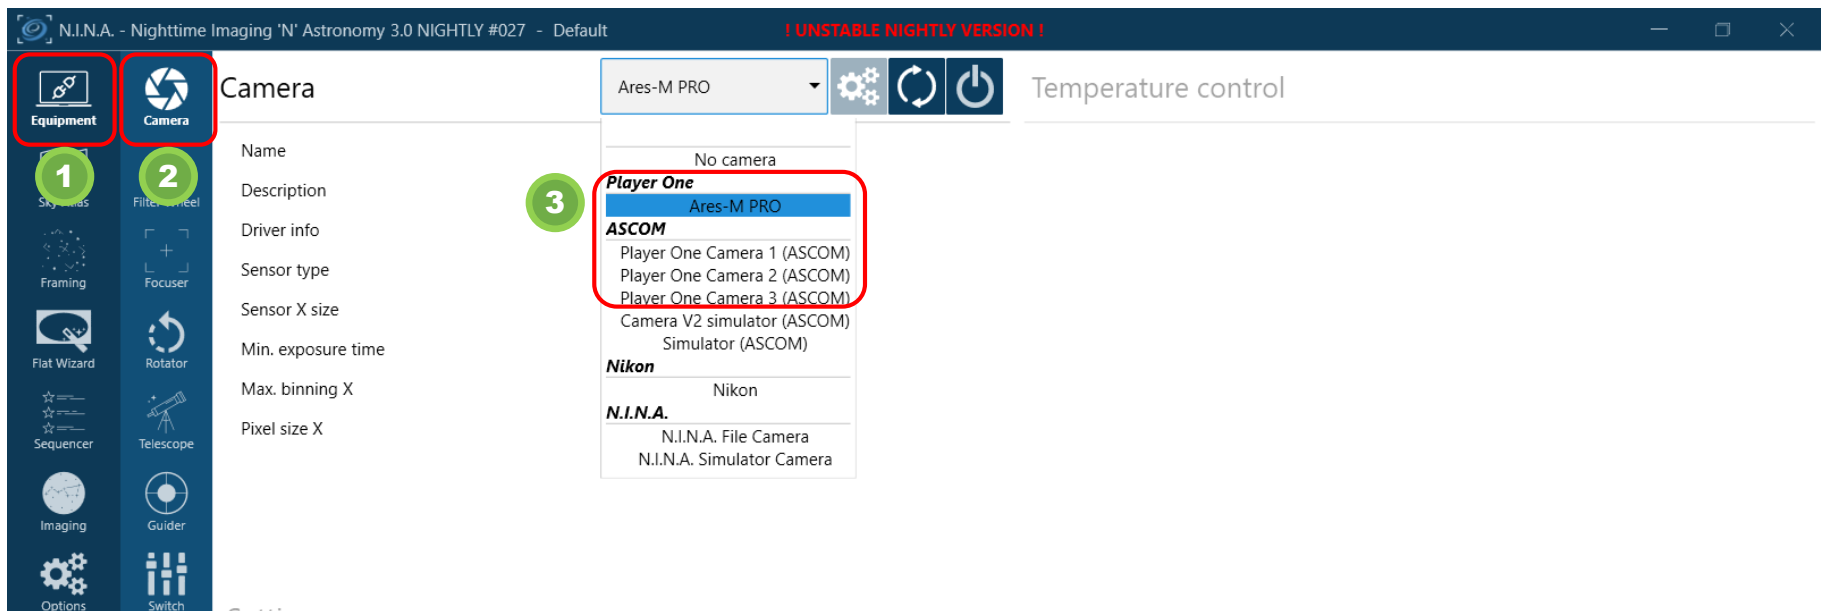 N.I.N.A. - Nighttime Imaging 'N' Astronomy 3.0 NIGHTLY #027 - Default
! UNSTABLE NIGHTLY VERSION !
Equipment
Camera
Camera
Ares-M PRO
Temperature control
1
2
3
Sky Atlas
Filter Wheel
Framing
Focuser
Flat Wizard
Rotator
Sequencer
Telescope
Imaging
Guider
Options
Switch
Name
Description
Driver info
Sensor type
Sensor X size
Min. exposure time
Max. binning X
Pixel size X
No camera
Player One
Ares-M PRO
ASCOM
Player One Camera 1 (ASCOM)
Player One Camera 2 (ASCOM)
Player One Camera 3 (ASCOM)
Camera V2 simulator (ASCOM)
Simulator (ASCOM)
Nikon
Nikon
N.I.N.A.
N.I.N.A. File Camera
N.I.N.A. Simulator Camera